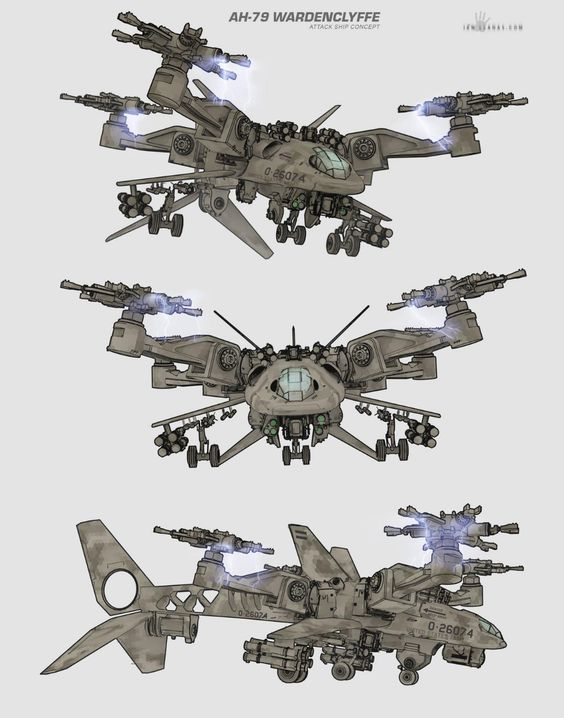 AH-79 WARDENCLYFFE
ATTACK SHIP CONCEPT
O-26074
O-26074
O-26074